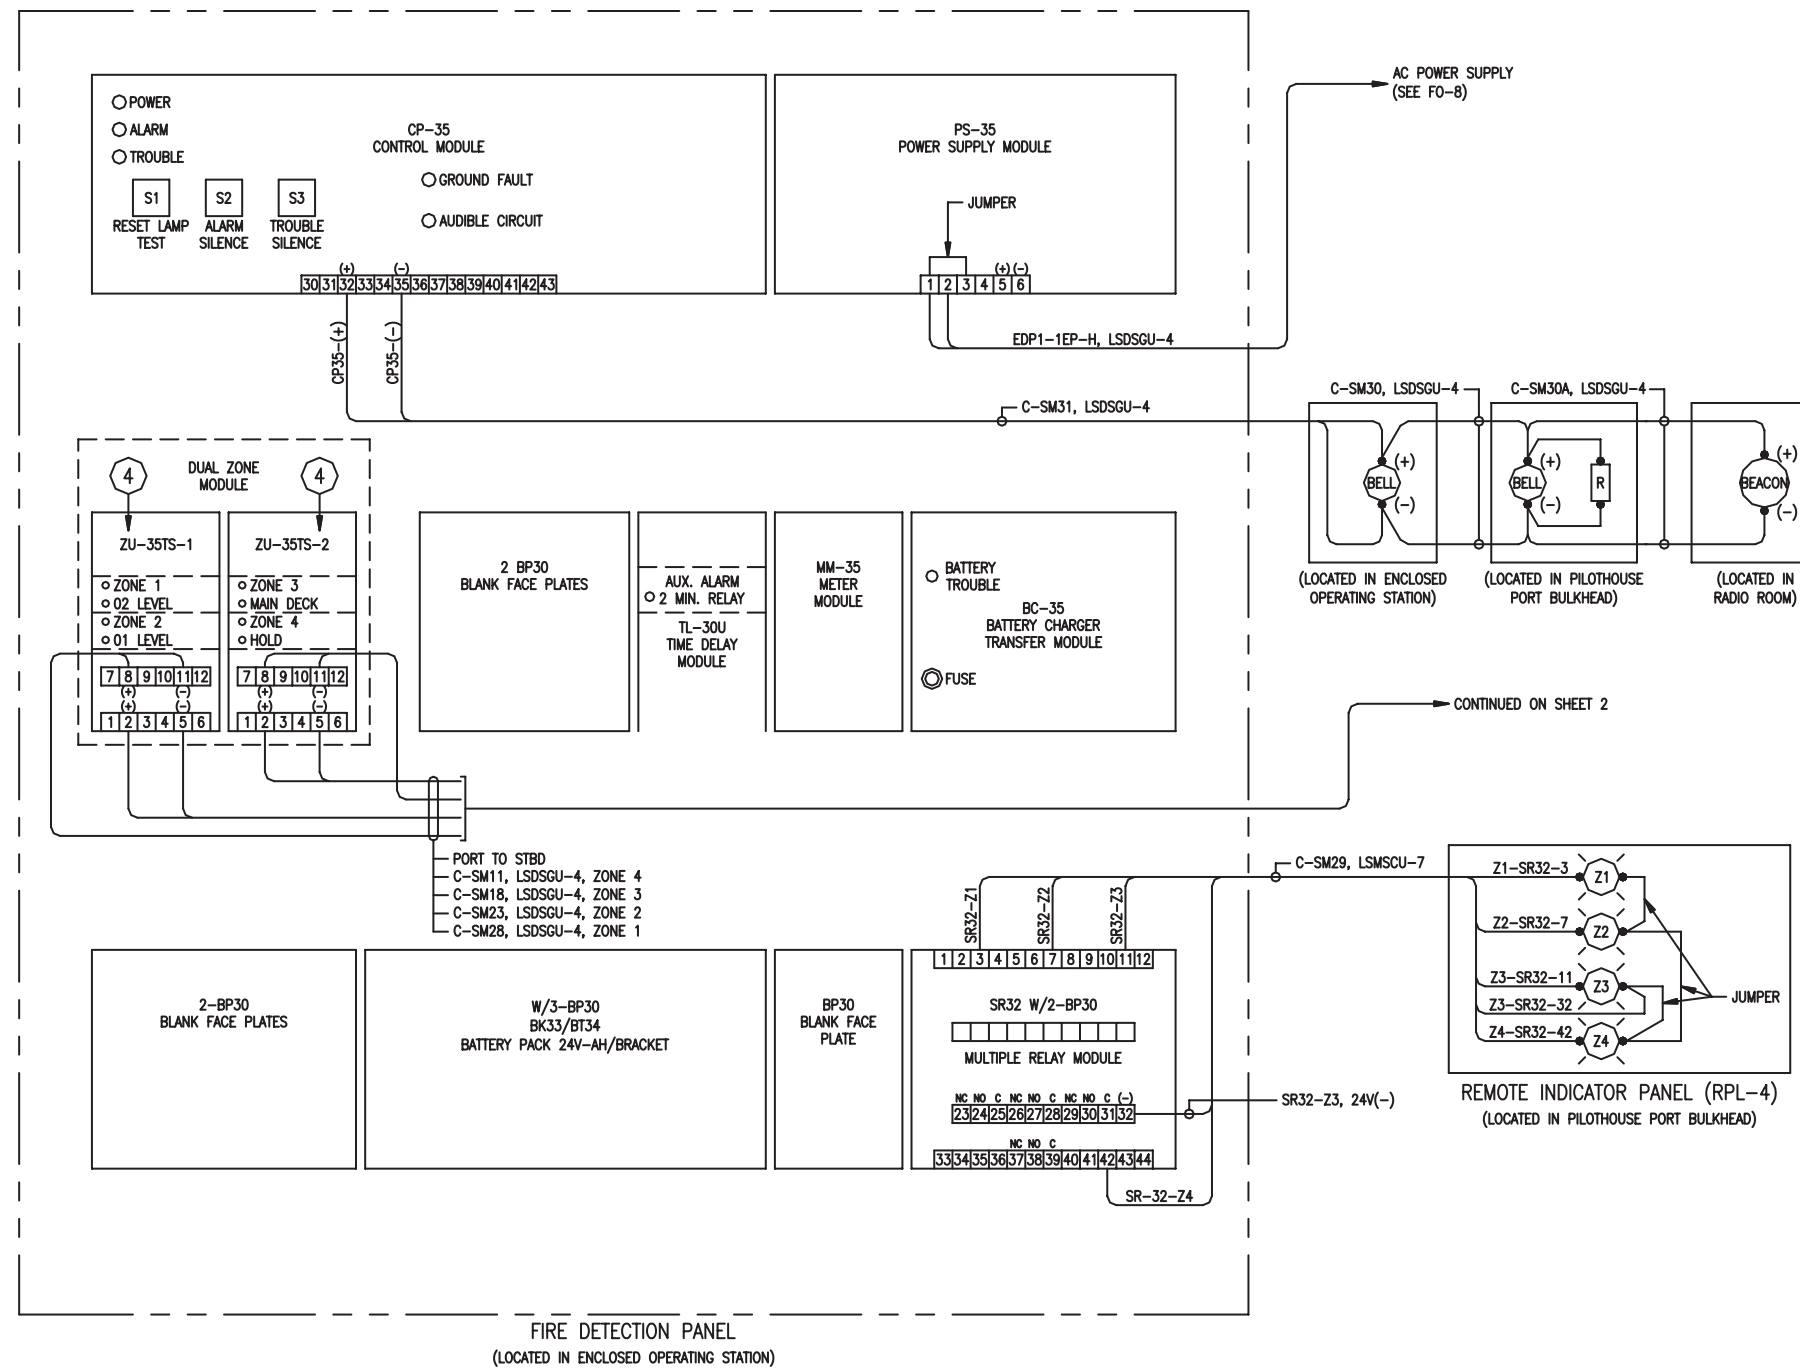 AC POWER SUPPLY
(SEE FO-8)
POWER
ALARM
TROUBLE
CP-35
CONTROL MODULE
S1
S2
S3
RESET LAMP
TEST
ALARM
SILENCE
TROUBLE
SILENCE
GROUND FAULT
AUDIBLE CIRCUIT
(+)
(-)
30 31 32 33 34 35 36 37 38 39 40 41 42 43
PS-35
POWER SUPPLY MODULE
JUMPER
(+) (-)
1 2 3 4 5 6
CP35-(+)
CP35-(-)
EDP1-1EP-H, LSDSGU-4
C-SM31, LSDSGU-4
C-SM30, LSDSGU-4
C-SM30A, LSDSGU-4
(+)
BELL
(-)
(+)
BELL
(-)
R
(+)
BEACON
(-)
(LOCATED IN ENCLOSED
OPERATING STATION)
(LOCATED IN PILOTHOUSE
PORT BULKHEAD)
(LOCATED IN
RADIO ROOM)
4
DUAL ZONE
MODULE
4
ZU-35TS-1
ZONE 1
02 LEVEL
ZONE 2
01 LEVEL
7 8 9 10 11 12
(+) (-)
(+) (-)
1 2 3 4 5 6
ZU-35TS-2
ZONE 3
MAIN DECK
ZONE 4
HOLD
7 8 9 10 11 12
(+) (-)
(+) (-)
1 2 3 4 5 6
2 BP30
BLANK FACE PLATES
AUX. ALARM
2 MIN. RELAY
TL-30U
TIME DELAY
MODULE
MM-35
METER
MODULE
BATTERY
TROUBLE
BC-35
BATTERY CHARGER
TRANSFER MODULE
FUSE
CONTINUED ON SHEET 2
PORT TO STBD
C-SM11, LSDSGU-4, ZONE 4
C-SM18, LSDSGU-4, ZONE 3
C-SM23, LSDSGU-4, ZONE 2
C-SM28, LSDSGU-4, ZONE 1
C-SM29, LSMSCU-7
SR32-Z1
SR32-Z2
SR32-Z3
2-BP30
BLANK FACE PLATES
W/3-BP30
BK33/BT34
BATTERY PACK 24V-AH/BRACKET
BP30
BLANK FACE
PLATE
1 2 3 4 5 6 7 8 9 10 11 12
SR32 W/2-BP30
MULTIPLE RELAY MODULE
NC NO C NC NO C NC NO C (-)
23 24 25 26 27 28 29 30 31 32
NC NO C
33 34 35 36 37 38 39 40 41 42 43 44
SR32-Z3, 24V(-)
SR-32-Z4
Z1-SR32-3
Z1
Z2-SR32-7
Z2
Z3-SR32-11
Z3
Z3-SR32-32
Z4-SR32-42
Z4
JUMPER
REMOTE INDICATOR PANEL (RPL-4)
(LOCATED IN PILOTHOUSE PORT BULKHEAD)
FIRE DETECTION PANEL
(LOCATED IN ENCLOSED OPERATING STATION)